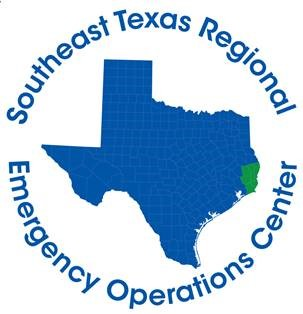 Southeast Texas Regional
Emergency Operations Center